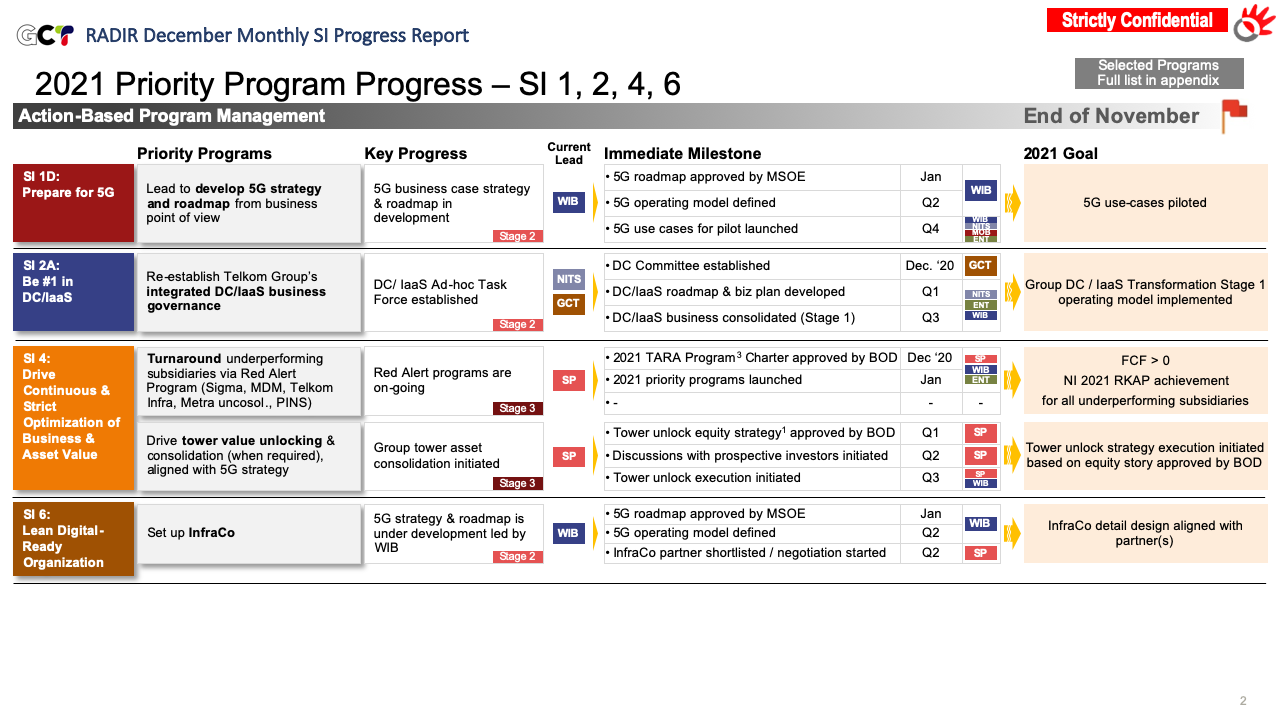 GCT RADIR December Monthly SI Progress Report
Strictly Confidential
2021 Priority Program Progress – SI 1, 2, 4, 6
Selected Programs
Full list in appendix
Action-Based Program Management
End of November
Priority Programs
Key Progress
Current
Lead
Immediate Milestone
2021 Goal
SI 1D:
Prepare for 5G
Lead to develop 5G strategy
and roadmap from business
point of view
5G business case strategy
& roadmap in
development
Stage 2
WIB
• 5G roadmap approved by MSOE
Jan
• 5G operating model defined
Q2
WIB
• 5G use cases for pilot launched
Q4
WIB
NITS
MOB
ENT
5G use-cases piloted
SI 2A:
Be #1 in
DC/IaaS
Re-establish Telkom Group's
integrated DC/IaaS business
governance
DC/ IaaS Ad-hoc Task
Force established
Stage 2
NITS
GCT
• DC Committee established
Dec. '20
GCT
• DC/IaaS roadmap & biz plan developed
Q1
• DC/IaaS business consolidated (Stage 1)
Q3
NITS
ENT
WIB
Group DC / IaaS Transformation Stage 1
operating model implemented
SI 4:
Drive
Continuous &
Strict
Optimization of
Business &
Asset Value
Turnaround underperforming
subsidiaries via Red Alert
Program (Sigma, MDM, Telkom
Infra, Metra uncosol., PINS)
Red Alert programs are
on-going
Stage 3
SP
• 2021 TARA Program³ Charter approved by BOD
Dec '20
• 2021 priority programs launched
Jan
SP
WIB
ENT
• -
-
-
FCF > 0
NI 2021 RKAP achievement
for all underperforming subsidiaries
Drive tower value unlocking &
consolidation (when required),
aligned with 5G strategy
Group tower asset
consolidation initiated
Stage 3
SP
• Tower unlock equity strategy¹ approved by BOD
Q1
SP
• Discussions with prospective investors initiated
Q2
SP
• Tower unlock execution initiated
Q3
SP
WIB
Tower unlock strategy execution initiated
based on equity story approved by BOD
SI 6:
Lean Digital-
Ready
Organization
Set up InfraCo
5G strategy & roadmap is
under development led by
WIB
Stage 2
WIB
• 5G roadmap approved by MSOE
Jan
• 5G operating model defined
Q2
WIB
• InfraCo partner shortlisted / negotiation started
Q2
SP
InfraCo detail design aligned with
partner(s)
2